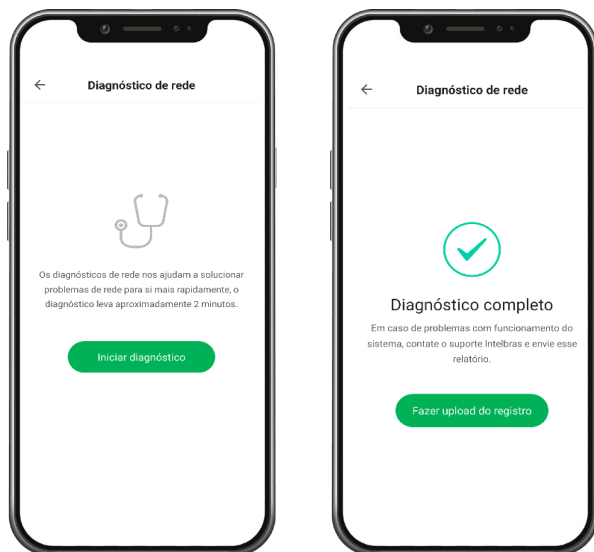 Diagnóstico de rede
Os diagnósticos de rede nos ajudam a solucionar
problemas de rede para si mais rapidamente, o
diagnóstico leva aproximadamente 2 minutos.
Iniciar diagnóstico
Diagnóstico de rede
Diagnóstico completo
Em caso de problemas com funcionamento do
sistema, contate o suporte Intelbras e envie esse
relatório.
Fazer upload do registro